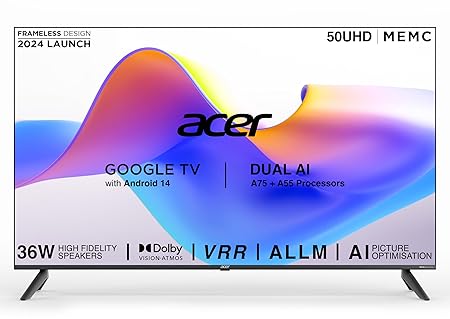 FRAMELESS DESIGN
2024 LAUNCH
50UHD | MEMC
acer
GOOGLE TV
with Android 14
DUAL AI
A75 + A55 Processors
36W HIGH FIDELITY SPEAKERS | Dolby VISION·ATMOS | VRR | ALLM | AI PICTURE OPTIMISATION
acer